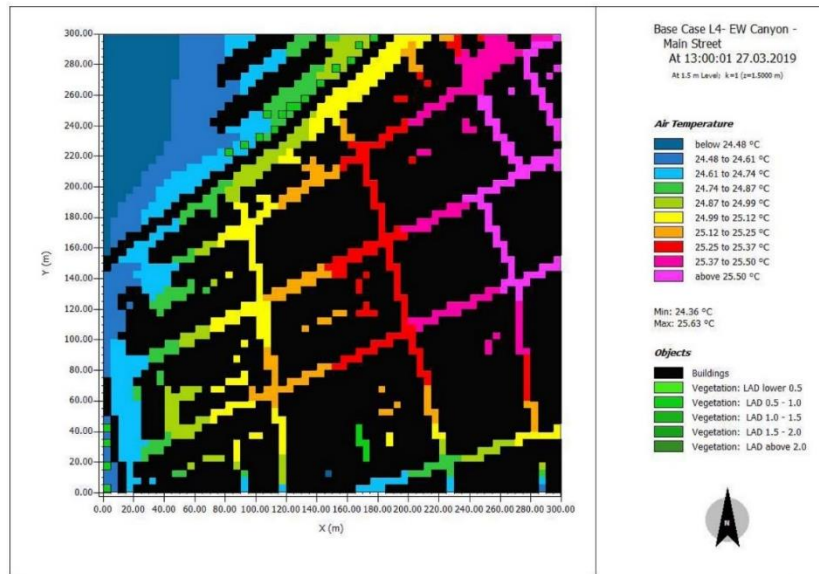 300.00
280.00
260.00
240.00
220.00
200.00
180.00
160.00
140.00
120.00
100.00
80.00
60.00
40.00
20.00
0.00
Y (m)
0.00 20.00 40.00 60.00 80.00 100.00 120.00 140.00 160.00 180.00 200.00 220.00 240.00 260.00 280.00 300.00
X (m)
Base Case L4- EW Canyon -
Main Street
At 13:00:01 27.03.2019
At 1.5 m Level; k=1 (z=1.5000 m)
Air Temperature
below 24.48 °C
24.48 to 24.61 °C
24.61 to 24.74 °C
24.74 to 24.87 °C
24.87 to 24.99 °C
24.99 to 25.12 °C
25.12 to 25.25 °C
25.25 to 25.37 °C
25.37 to 25.50 °C
above 25.50 °C
Min: 24.36 °C
Max: 25.63 °C
Objects
Buildings
Vegetation: LAD lower 0.5
Vegetation: LAD 0.5 - 1.0
Vegetation: LAD 1.0 - 1.5
Vegetation: LAD 1.5 - 2.0
Vegetation: LAD above 2.0
N